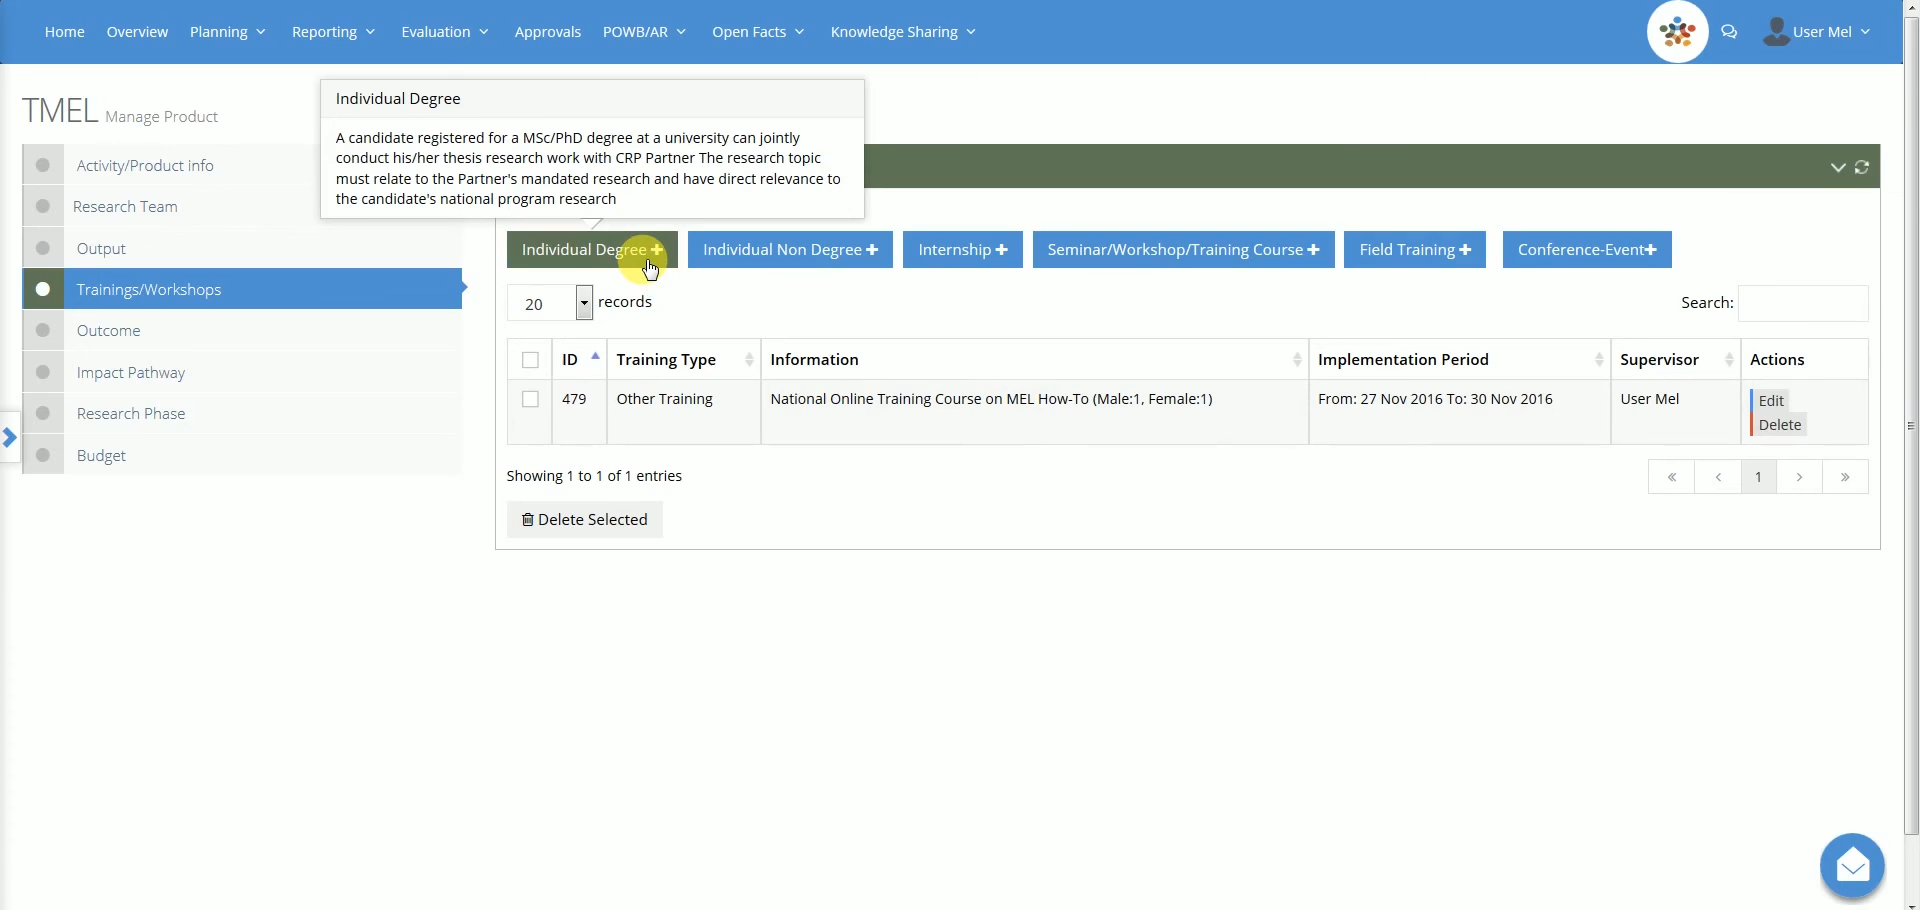 Home Overview Planning Reporting Evaluation Approvals POWB/AR Open Facts Knowledge Sharing User Mel
TMEL Manage Product
Individual Degree
A candidate registered for a MSc/PhD degree at a university can jointly
conduct his/her thesis research work with CRP Partner The research topic
must relate to the Partner's mandated research and have direct relevance to
the candidate's national program research
Activity/Product info
Research Team
Output
Trainings/Workshops
Outcome
Impact Pathway
Research Phase
Budget
Individual Degree Individual Non Degree Internship Seminar/Workshop/Training Course Field Training Conference-Event
20 records Search:
ID Training Type Information Implementation Period Supervisor Actions
479 Other Training National Online Training Course on MEL How-To (Male:1, Female:1) From: 27 Nov 2016 To: 30 Nov 2016 User Mel Edit
Delete
Showing 1 to 1 of 1 entries « ‹ 1 › »
Delete Selected